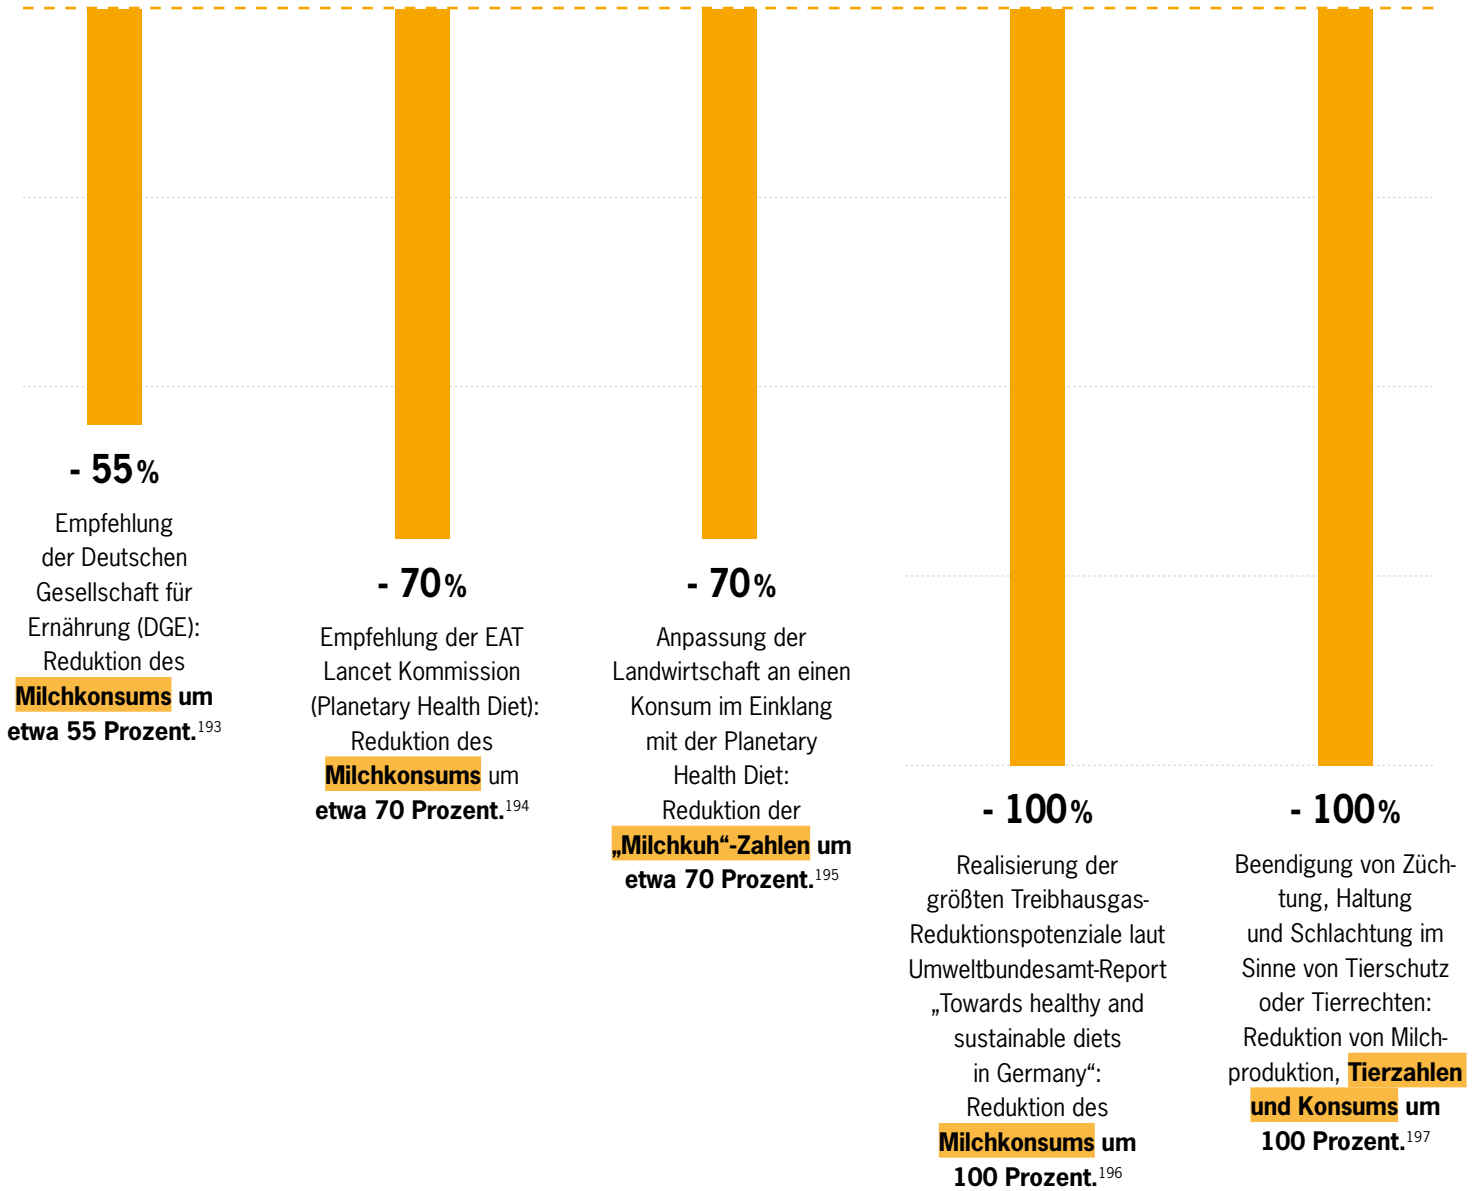 - 55 %
Empfehlung
der Deutschen
Gesellschaft für
Ernährung (DGE):
Reduktion des
Milchkonsums um
etwa 55 Prozent.193
- 70 %
Empfehlung der EAT
Lancet Kommission
(Planetary Health Diet):
Reduktion des
Milchkonsums um
etwa 70 Prozent.194
- 70 %
Anpassung der
Landwirtschaft an einen
Konsum im Einklang
mit der Planetary
Health Diet:
Reduktion der
„Milchkuh“-Zahlen um
etwa 70 Prozent.195
- 100 %
Realisierung der
größten Treibhausgas-
Reduktionspotenziale laut
Umweltbundesamt-Report
„Towards healthy and
sustainable diets
in Germany“:
Reduktion des
Milchkonsums um
100 Prozent.196
- 100 %
Beendigung von Züch-
tung, Haltung
und Schlachtung im
Sinne von Tierschutz
oder Tierrechten:
Reduktion von Milch-
produktion, Tierzahlen
und Konsums um
100 Prozent.197